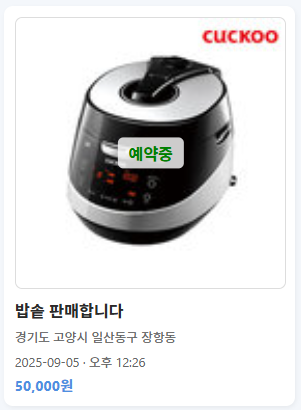 CUCKOO
예약중
밥솥 판매합니다
경기도 고양시 일산동구 장항동
2025-09-05 · 오후 12:26
50,000원